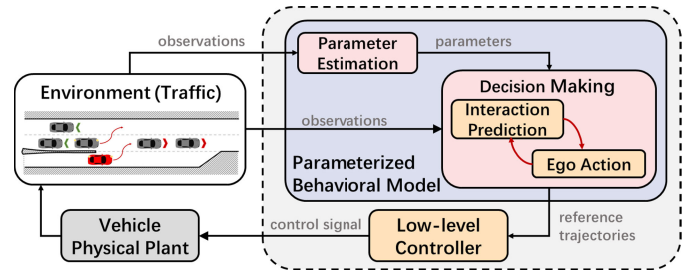 observations
Parameter
Estimation
parameters
Environment (Traffic)
Decision Making
Interaction
Prediction
observations
Ego Action
Parameterized
Behavioral Model
Vehicle
Physical Plant
control signal
Low-level
Controller
reference
trajectories